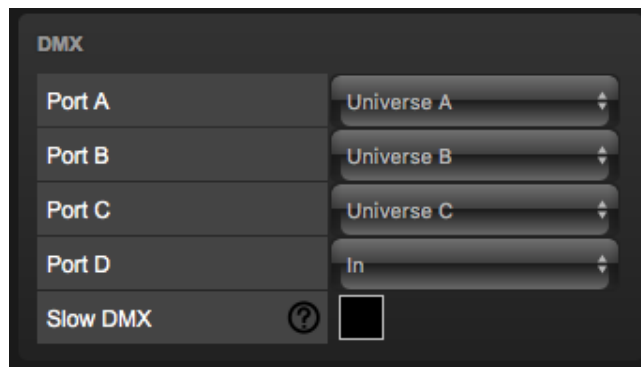 DMX
Port A Universe A
Port B Universe B
Port C Universe C
Port D In
Slow DMX ?